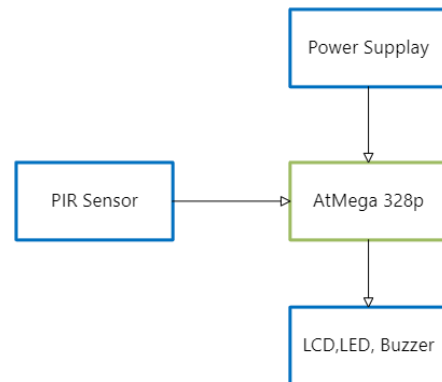 Power Supplay
PIR Sensor
AtMega 328p
LCD,LED, Buzzer